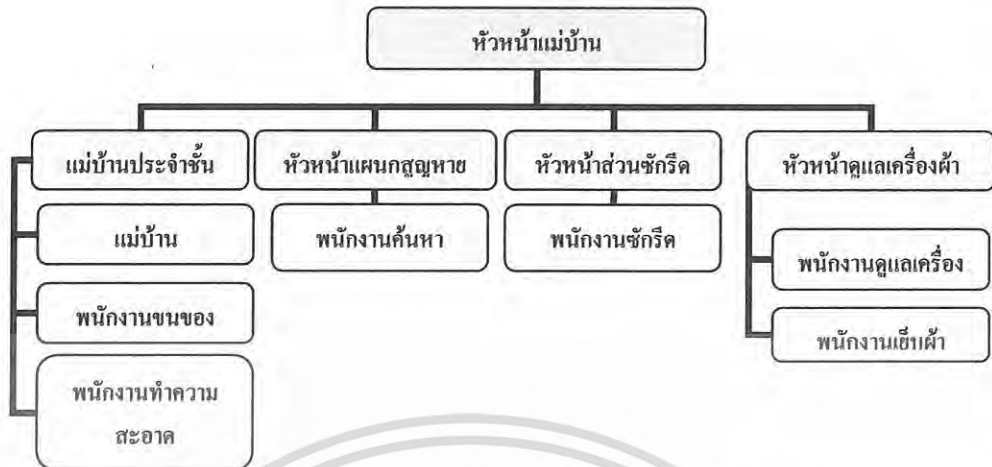 หัวหน้าแม่บ้าน
แม่บ้านประจำชั้น
หัวหน้าแผนกสูญหาย
หัวหน้าส่วนซักรีด
หัวหน้าดูแลเครื่องผ้า
แม่บ้าน
พนักงานค้นหา
พนักงานซักรีด
พนักงานดูแลเครื่อง
พนักงานขนของ
พนักงานเย็บผ้า
พนักงานทำความ
สะอาด